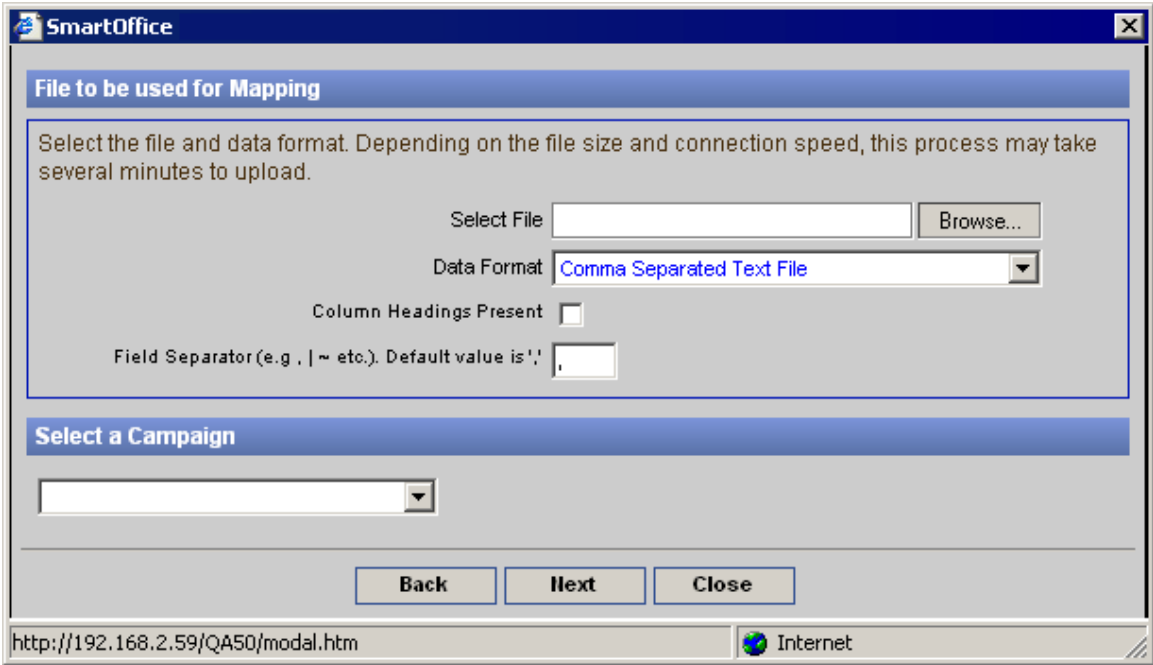 SmartOffice
File to be used for Mapping
Select the file and data format. Depending on the file size and connection speed, this process may take
several minutes to upload.
Select File
Browse...
Data Format Comma Separated Text File
Column Headings Present
Field Separator (e.g , | ~ etc.). Default value is ',' ,
Select a Campaign
Back Next Close
http://192.168.2.59/QA50/modal.htm Internet